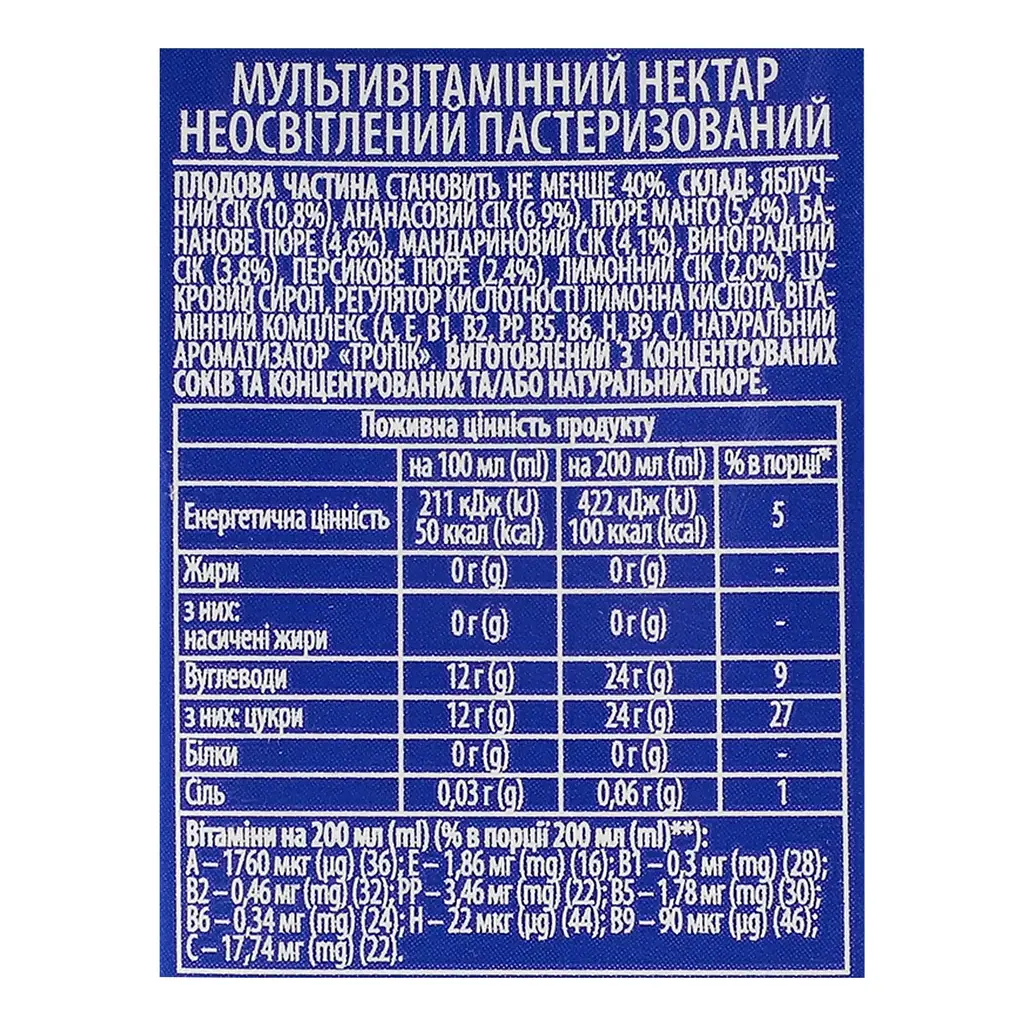 МУЛЬТИВІТАМІННИЙ НЕКТАР
НЕОСВІТЛЕНИЙ ПАСТЕРИЗОВАНИЙ
ПЛОДОВА ЧАСТИНА СТАНОВИТЬ НЕ МЕНШЕ 40%. СКЛАД: ЯБЛУЧ-
НИЙ СІК (10,8%), АНАНАСОВИЙ СІК (6,9%), ПЮРЕ МАНГО (5,4%), БА-
НАНОВЕ ПЮРЕ (4,6%), МАНДАРИНОВИЙ СІК (4,1%), ВИНОГРАДНИЙ
СІК (3,8%), ПЕРСИКОВЕ ПЮРЕ (2,4%), ЛИМОННИЙ СІК (2,0%), ЦУ-
КРОВИЙ СИРОП, РЕГУЛЯТОР КИСЛОТНОСТІ ЛИМОННА КИСЛОТА, ВІТА-
МІННИЙ КОМПЛЕКС (А, Е, В1, В2, РР, В5, В6, Н, В9, С), НАТУРАЛЬНИЙ
АРОМАТИЗАТОР «ТРОПІК». ВИГОТОВЛЕНИЙ З КОНЦЕНТРОВАНИХ
СОКІВ ТА КОНЦЕНТРОВАНИХ ТА/АБО НАТУРАЛЬНИХ ПЮРЕ.
Поживна цінність продукту
на 100 мл (ml) на 200 мл (ml) % в порції*
Енергетична цінність 211 кДж (kJ) 422 кДж (kJ) 5
50 ккал (kcal) 100 ккал (kcal)
Жири 0 г (g) 0 г (g) -
з них:
насичені жири 0 г (g) 0 г (g) -
Вуглеводи 12 г (g) 24 г (g) 9
з них: цукри 12 г (g) 24 г (g) 27
Білки 0 г (g) 0 г (g) -
Сіль 0,03 г (g) 0,06 г (g) 1
Вітаміни на 200 мл (ml) (% в порції 200 мл (ml)**):
А – 1760 мкг (µg) (36); Е – 1,86 мг (mg) (16); В1 – 0,3 мг (mg) (28);
В2 – 0,46 мг (mg) (32); РР – 3,46 мг (mg) (22); В5 – 1,78 мг (mg) (30);
В6 – 0,34 мг (mg) (24); Н – 22 мкг (µg) (44); В9 – 90 мкг (µg) (46);
С – 17,74 мг (mg) (22).